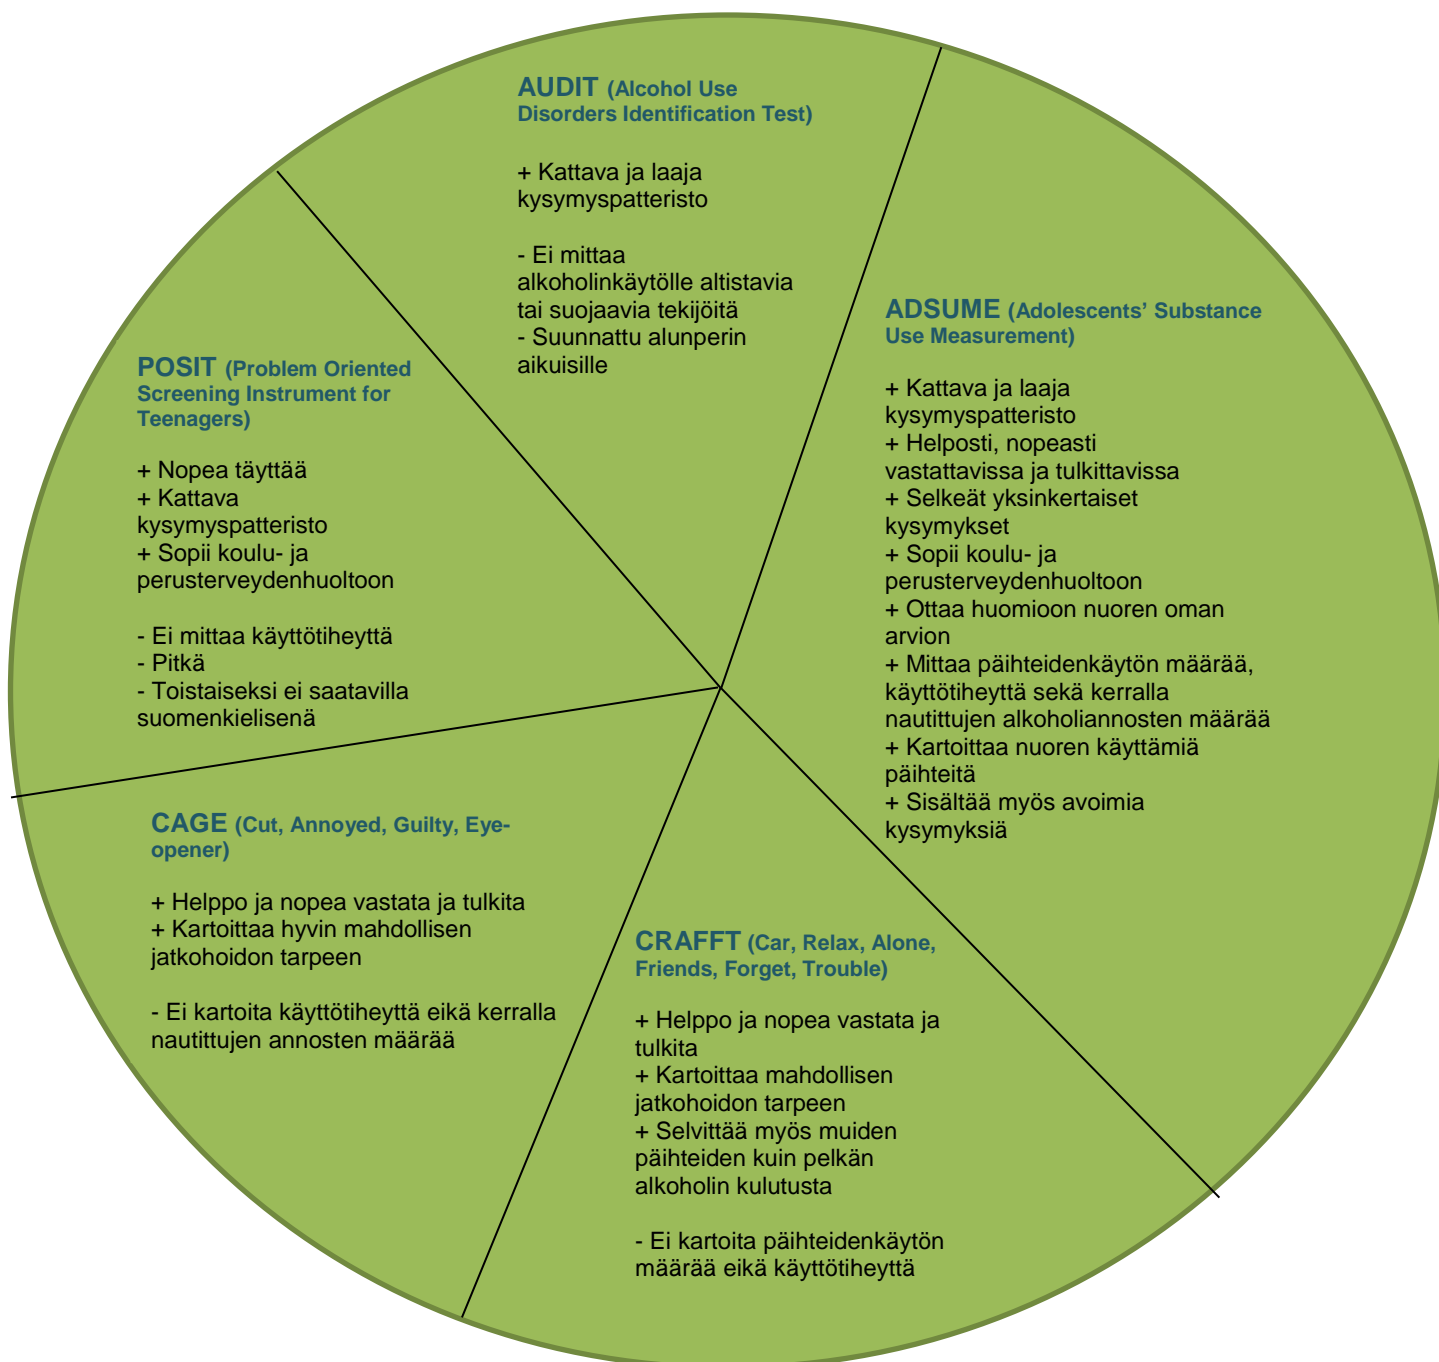 AUDIT (Alcohol Use
Disorders Identification Test)
+ Kattava ja laaja
kysymyspatteristo
- Ei mittaa
alkoholinkäytölle altistavia
tai suojaavia tekijöitä
- Suunnattu alunperin
aikuisille
ADSUME (Adolescents’ Substance
Use Measurement)
+ Kattava ja laaja
kysymyspatteristo
+ Helposti, nopeasti
vastattavissa ja tulkittavissa
+ Selkeät yksinkertaiset
kysymykset
+ Sopii koulu- ja
perusterveydenhuoltoon
+ Ottaa huomioon nuoren oman
arvion
+ Mittaa päihteidenkäytön määrää,
käyttötiheyttä sekä kerralla
nautittujen alkoholiannosten määrää
+ Kartoittaa nuoren käyttämiä
päihteitä
+ Sisältää myös avoimia
kysymyksiä
POSIT (Problem Oriented
Screening Instrument for
Teenagers)
+ Nopea täyttää
+ Kattava
kysymyspatteristo
+ Sopii koulu- ja
perusterveydenhuoltoon
- Ei mittaa käyttötiheyttä
- Pitkä
- Toistaiseksi ei saatavilla
suomenkielisenä
CAGE (Cut, Annoyed, Guilty, Eye-
opener)
+ Helppo ja nopea vastata ja tulkita
+ Kartoittaa hyvin mahdollisen
jatkohoidon tarpeen
- Ei kartoita käyttötiheyttä eikä kerralla
nautittujen annosten määrää
CRAFFT (Car, Relax, Alone,
Friends, Forget, Trouble)
+ Helppo ja nopea vastata ja
tulkita
+ Kartoittaa mahdollisen
jatkohoidon tarpeen
+ Selvittää myös muiden
päihteiden kuin pelkän
alkoholin kulutusta
- Ei kartoita päihteidenkäytön
määrää eikä käyttötiheyttä